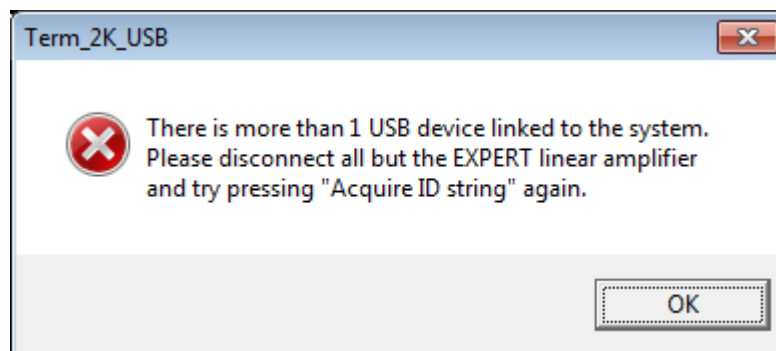 Term_2K_USB
There is more than 1 USB device linked to the system.
Please disconnect all but the EXPERT linear amplifier
and try pressing "Acquire ID string" again.
OK